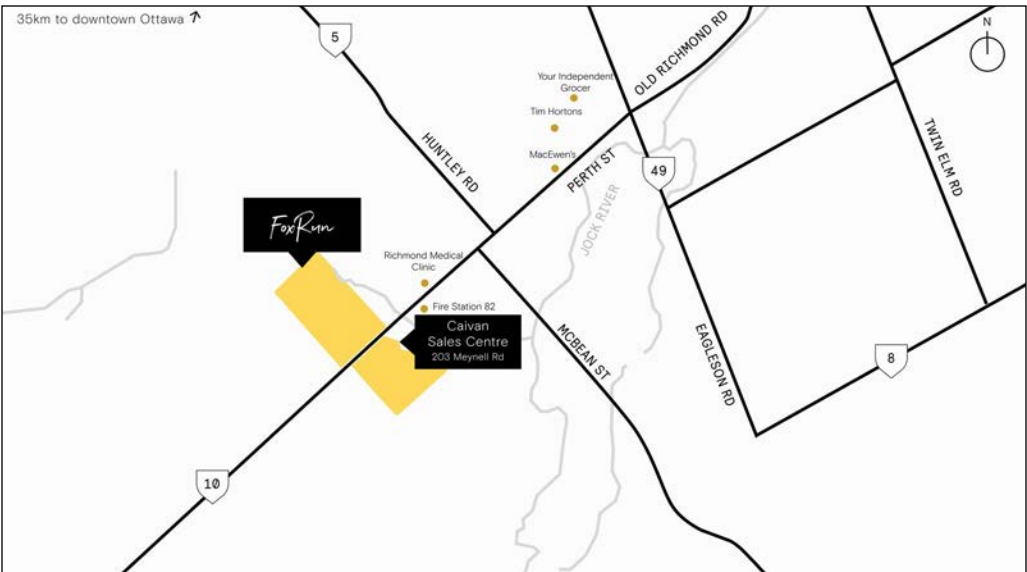 35km to downtown Ottawa
5
N
OLD RICHMOND RD
Your Independent
Grocer
Tim Hortons
MacEwen's
PERTH ST
HUNTLEY RD
49
TWIN ELM RD
JOCK RIVER
FoxRun
Richmond Medical
Clinic
Fire Station 82
Caivan
Sales Centre
203 Meynell Rd
MCBEAN ST
EAGLESON RD
8
10